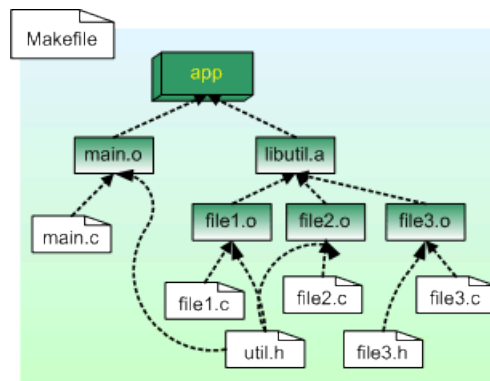 Makefile
app
main.o
libutil.a
file1.o
file2.o
file3.o
main.c
file1.c
file2.c
file3.c
util.h
file3.h